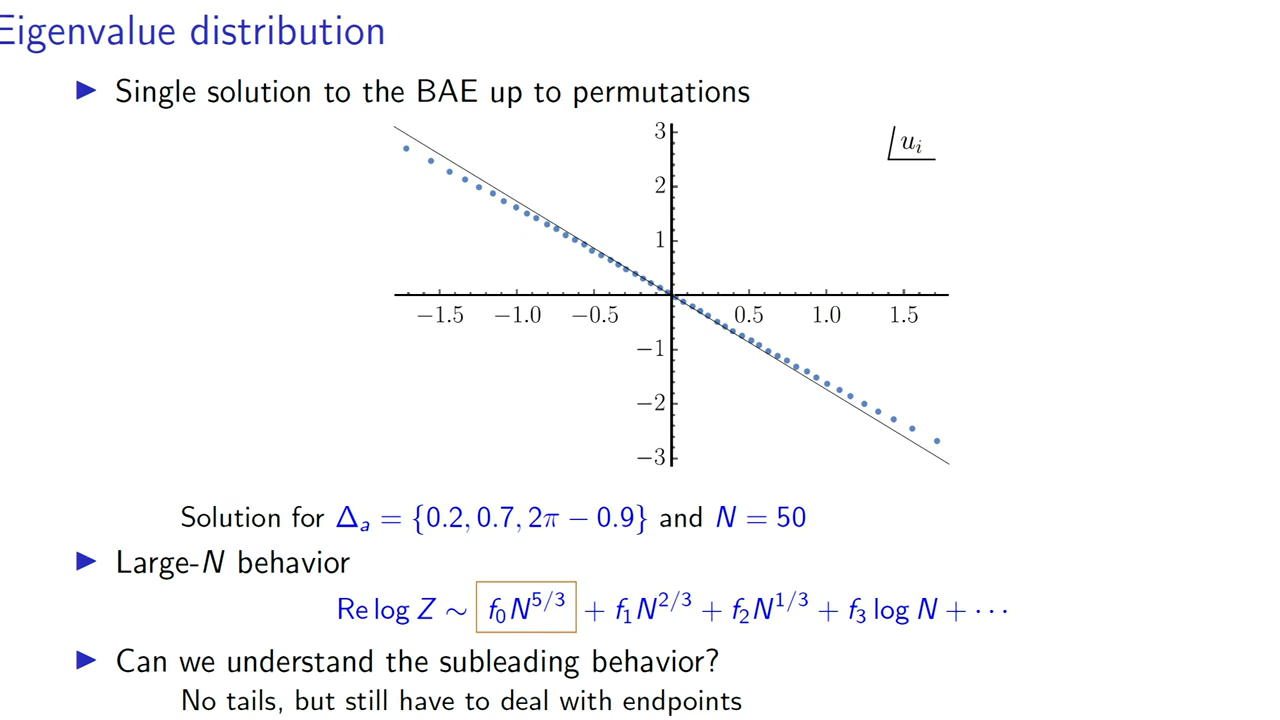 Eigenvalue distribution
▶ Single solution to the BAE up to permutations
3
u_i
2
1
−1.5 −1.0 −0.5 0.5 1.0 1.5
−1
−2
−3
Solution for Δ_a = {0.2, 0.7, 2π − 0.9} and N = 50
▶ Large-N behavior
Re log Z ∼ f_0 N^{5/3} + f_1 N^{2/3} + f_2 N^{1/3} + f_3 log N + ⋯
▶ Can we understand the subleading behavior?
No tails, but still have to deal with endpoints